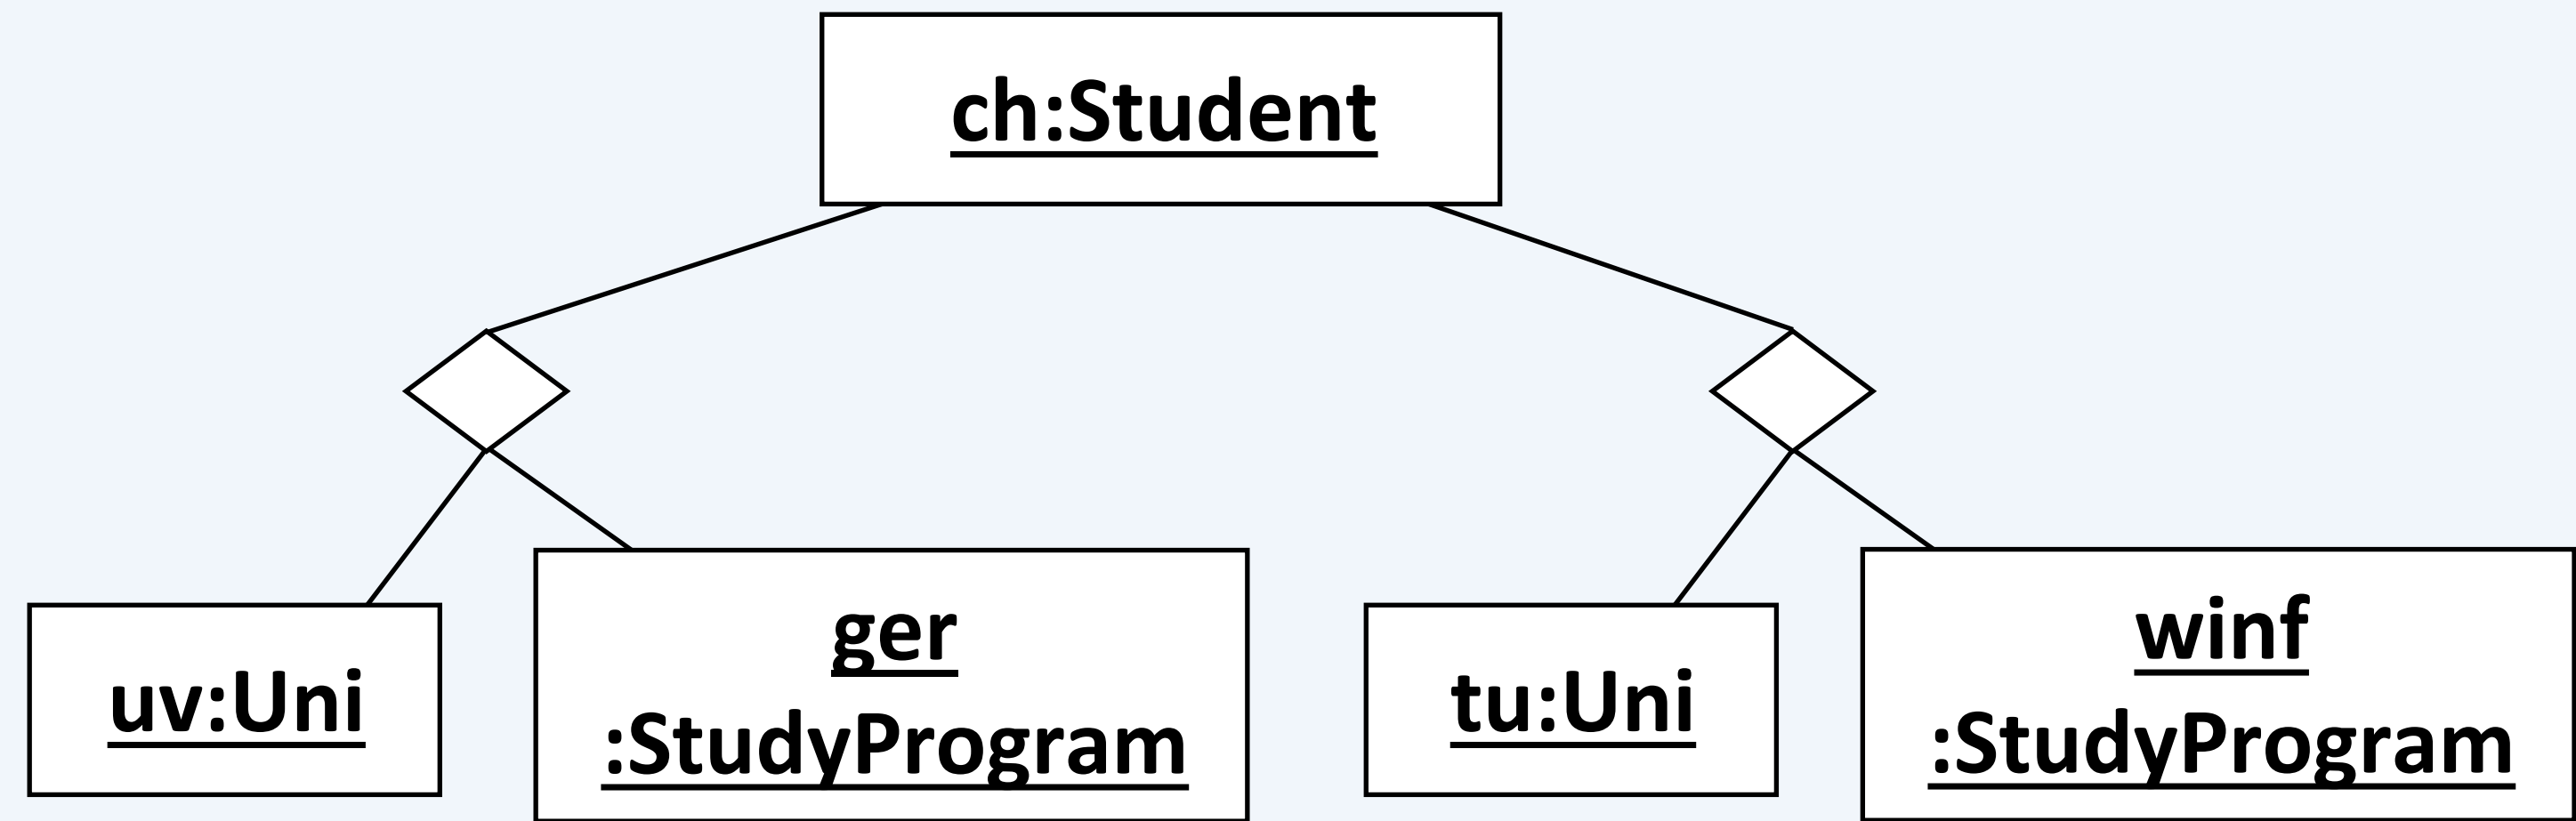 ch:Student
uv:Uni
ger
:StudyProgram
tu:Uni
winf
:StudyProgram